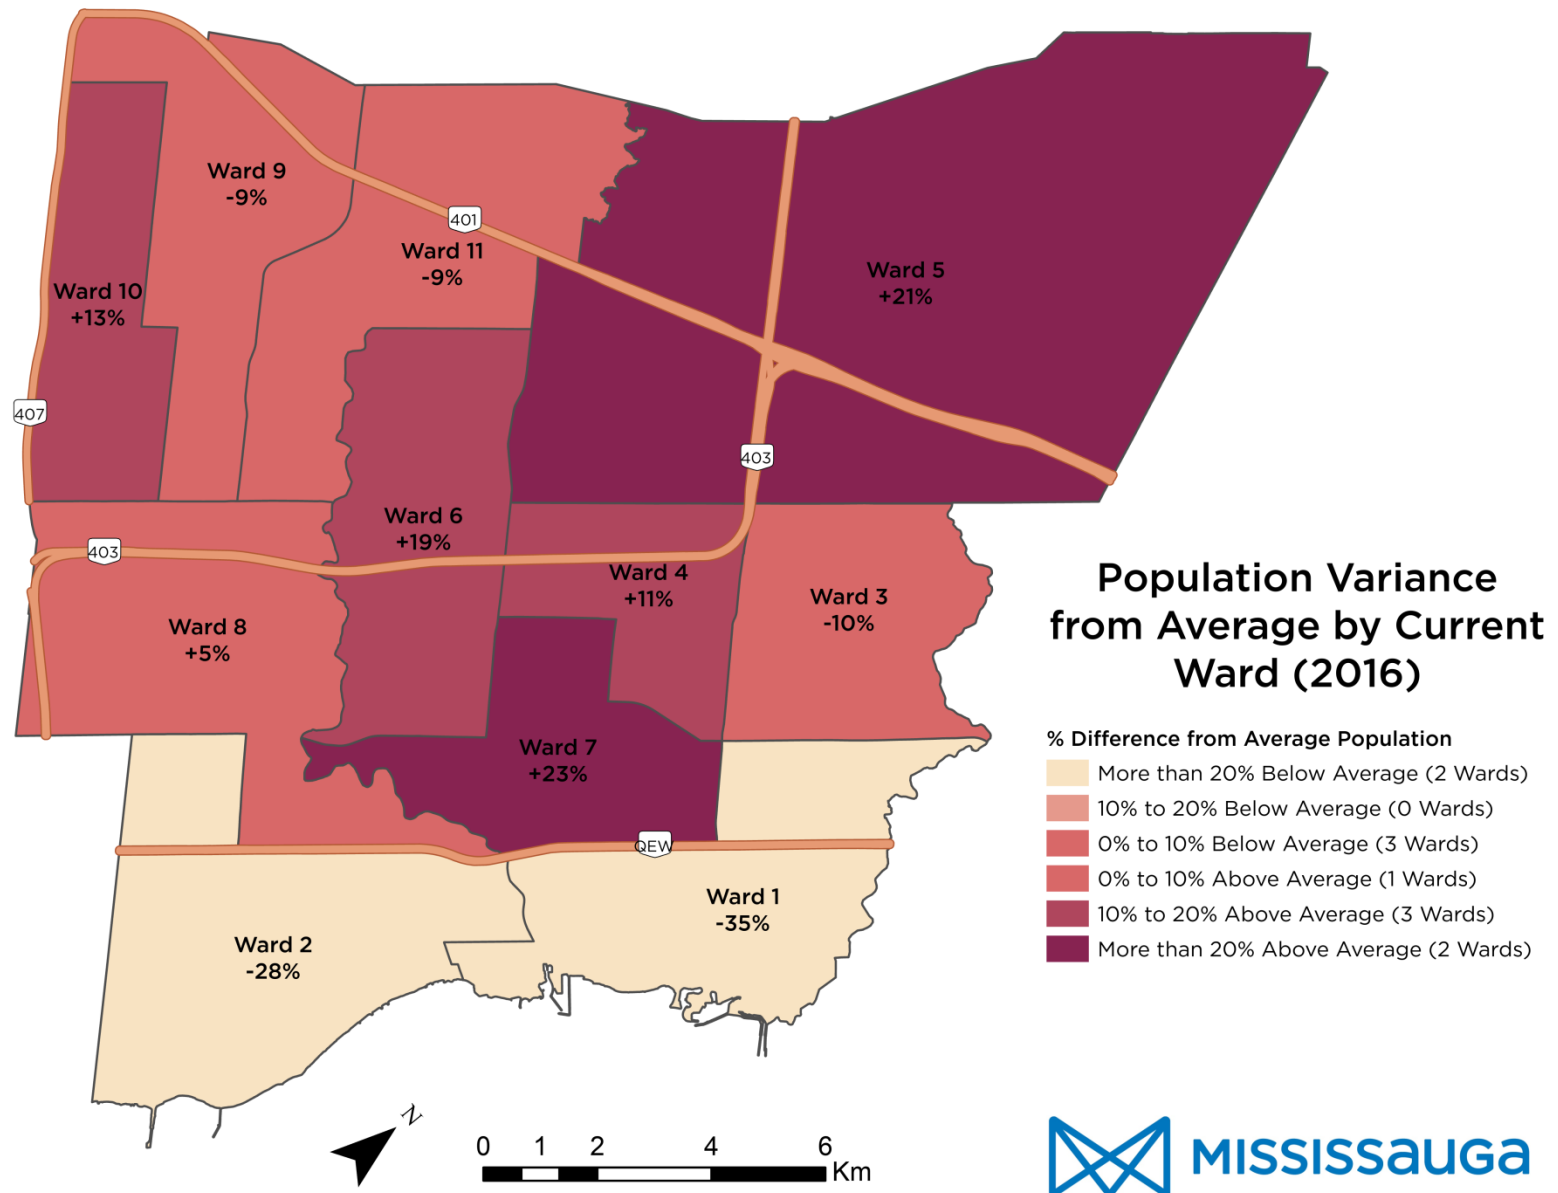 Ward 9
-9%
401
Ward 11
-9%
Ward 5
+21%
Ward 10
+13%
407
403
Ward 6
+19%
403
Ward 4
+11%
Ward 3
-10%
Ward 8
+5%
Ward 7
+23%
QEW
Ward 1
-35%
Ward 2
-28%
Population Variance
from Average by Current
Ward (2016)
% Difference from Average Population
More than 20% Below Average (2 Wards)
10% to 20% Below Average (0 Wards)
0% to 10% Below Average (3 Wards)
0% to 10% Above Average (1 Wards)
10% to 20% Above Average (3 Wards)
More than 20% Above Average (2 Wards)
N
0 1 2 4 6
Km
MISSISSauGa